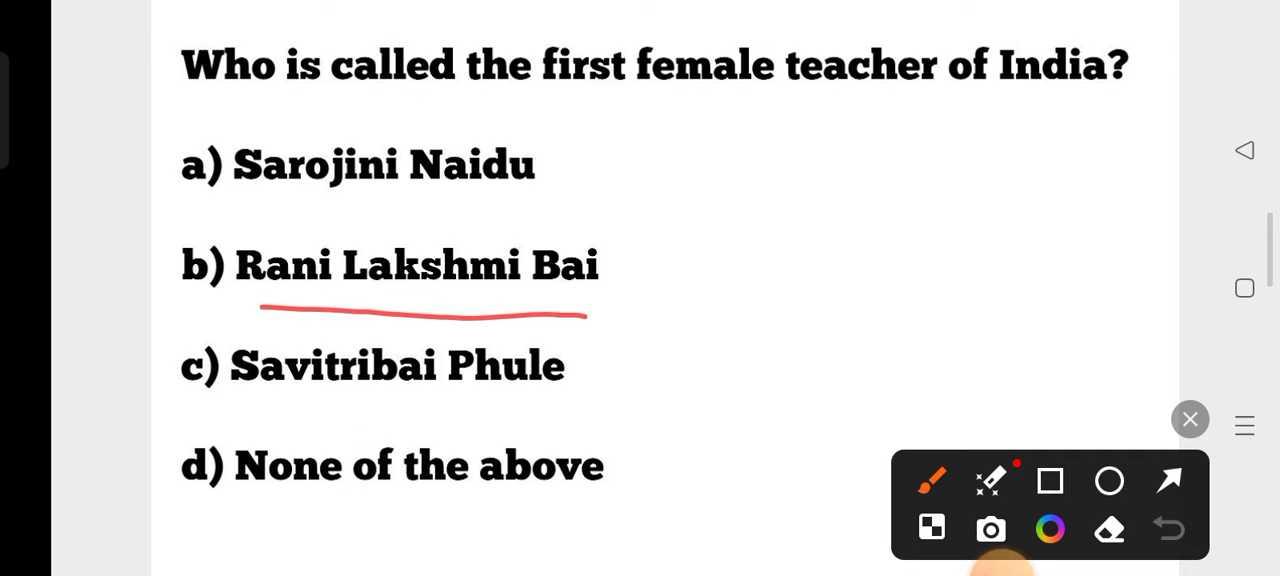 Who is called the first female teacher of India?
a) Sarojini Naidu
b) Rani Lakshmi Bai
c) Savitribai Phule
d) None of the above